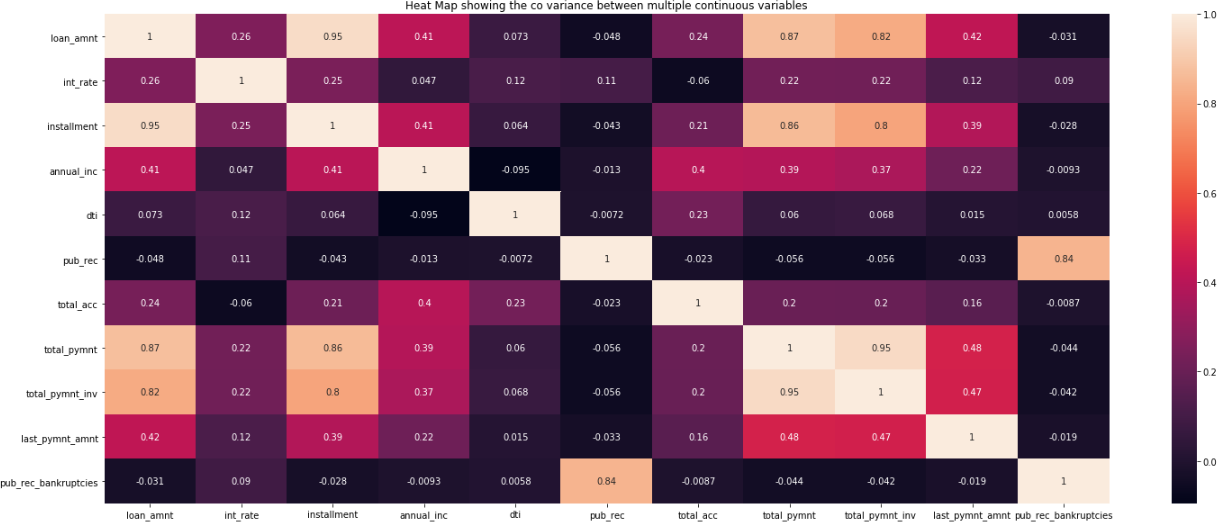 Heat Map showing the co variance between multiple continuous variables
loan_amnt 1 0.26 0.95 0.41 0.073 -0.048 0.24 0.87 0.82 0.42 -0.031
int_rate 0.26 1 0.25 0.047 0.12 0.11 -0.06 0.22 0.22 0.12 0.09
installment 0.95 0.25 1 0.41 0.064 -0.043 0.21 0.86 0.8 0.39 -0.028
annual_inc 0.41 0.047 0.41 1 -0.095 -0.013 0.4 0.39 0.37 0.22 -0.0093
dti 0.073 0.12 0.064 -0.095 1 -0.0072 0.23 0.06 0.068 0.015 0.0058
pub_rec -0.048 0.11 -0.043 -0.013 -0.0072 1 -0.023 -0.056 -0.056 -0.033 0.84
total_acc 0.24 -0.06 0.21 0.4 0.23 -0.023 1 0.2 0.2 0.16 -0.0087
total_pymnt 0.87 0.22 0.86 0.39 0.06 -0.056 0.2 1 0.95 0.48 -0.044
total_pymnt_inv 0.82 0.22 0.8 0.37 0.068 -0.056 0.2 0.95 1 0.47 -0.042
last_pymnt_amnt 0.42 0.12 0.39 0.22 0.015 -0.033 0.16 0.48 0.47 1 -0.019
pub_rec_bankruptcies -0.031 0.09 -0.028 -0.0093 0.0058 0.84 -0.0087 -0.044 -0.042 -0.019 1
loan_amnt int_rate installment annual_inc dti pub_rec total_acc total_pymnt total_pymnt_inv last_pymnt_amnt pub_rec_bankruptcies
1.0
0.8
0.6
0.4
0.2
0.0